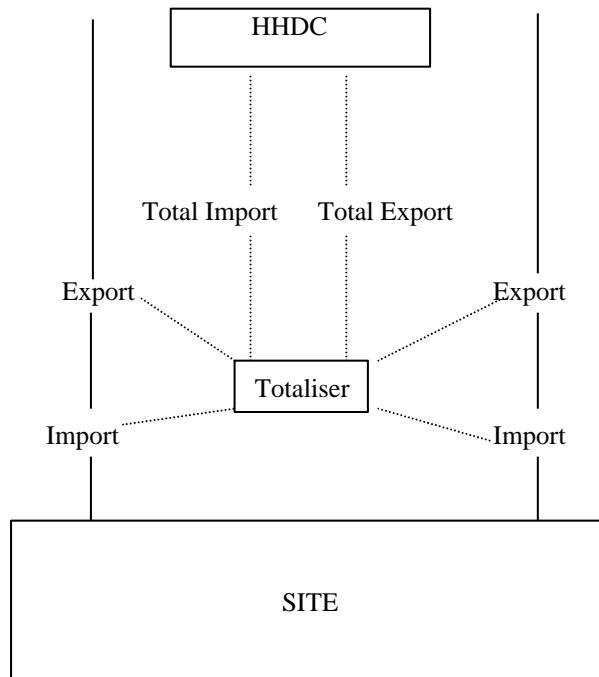 HHDC
Total Import Total Export
Export Export
Totaliser
Import Import
SITE